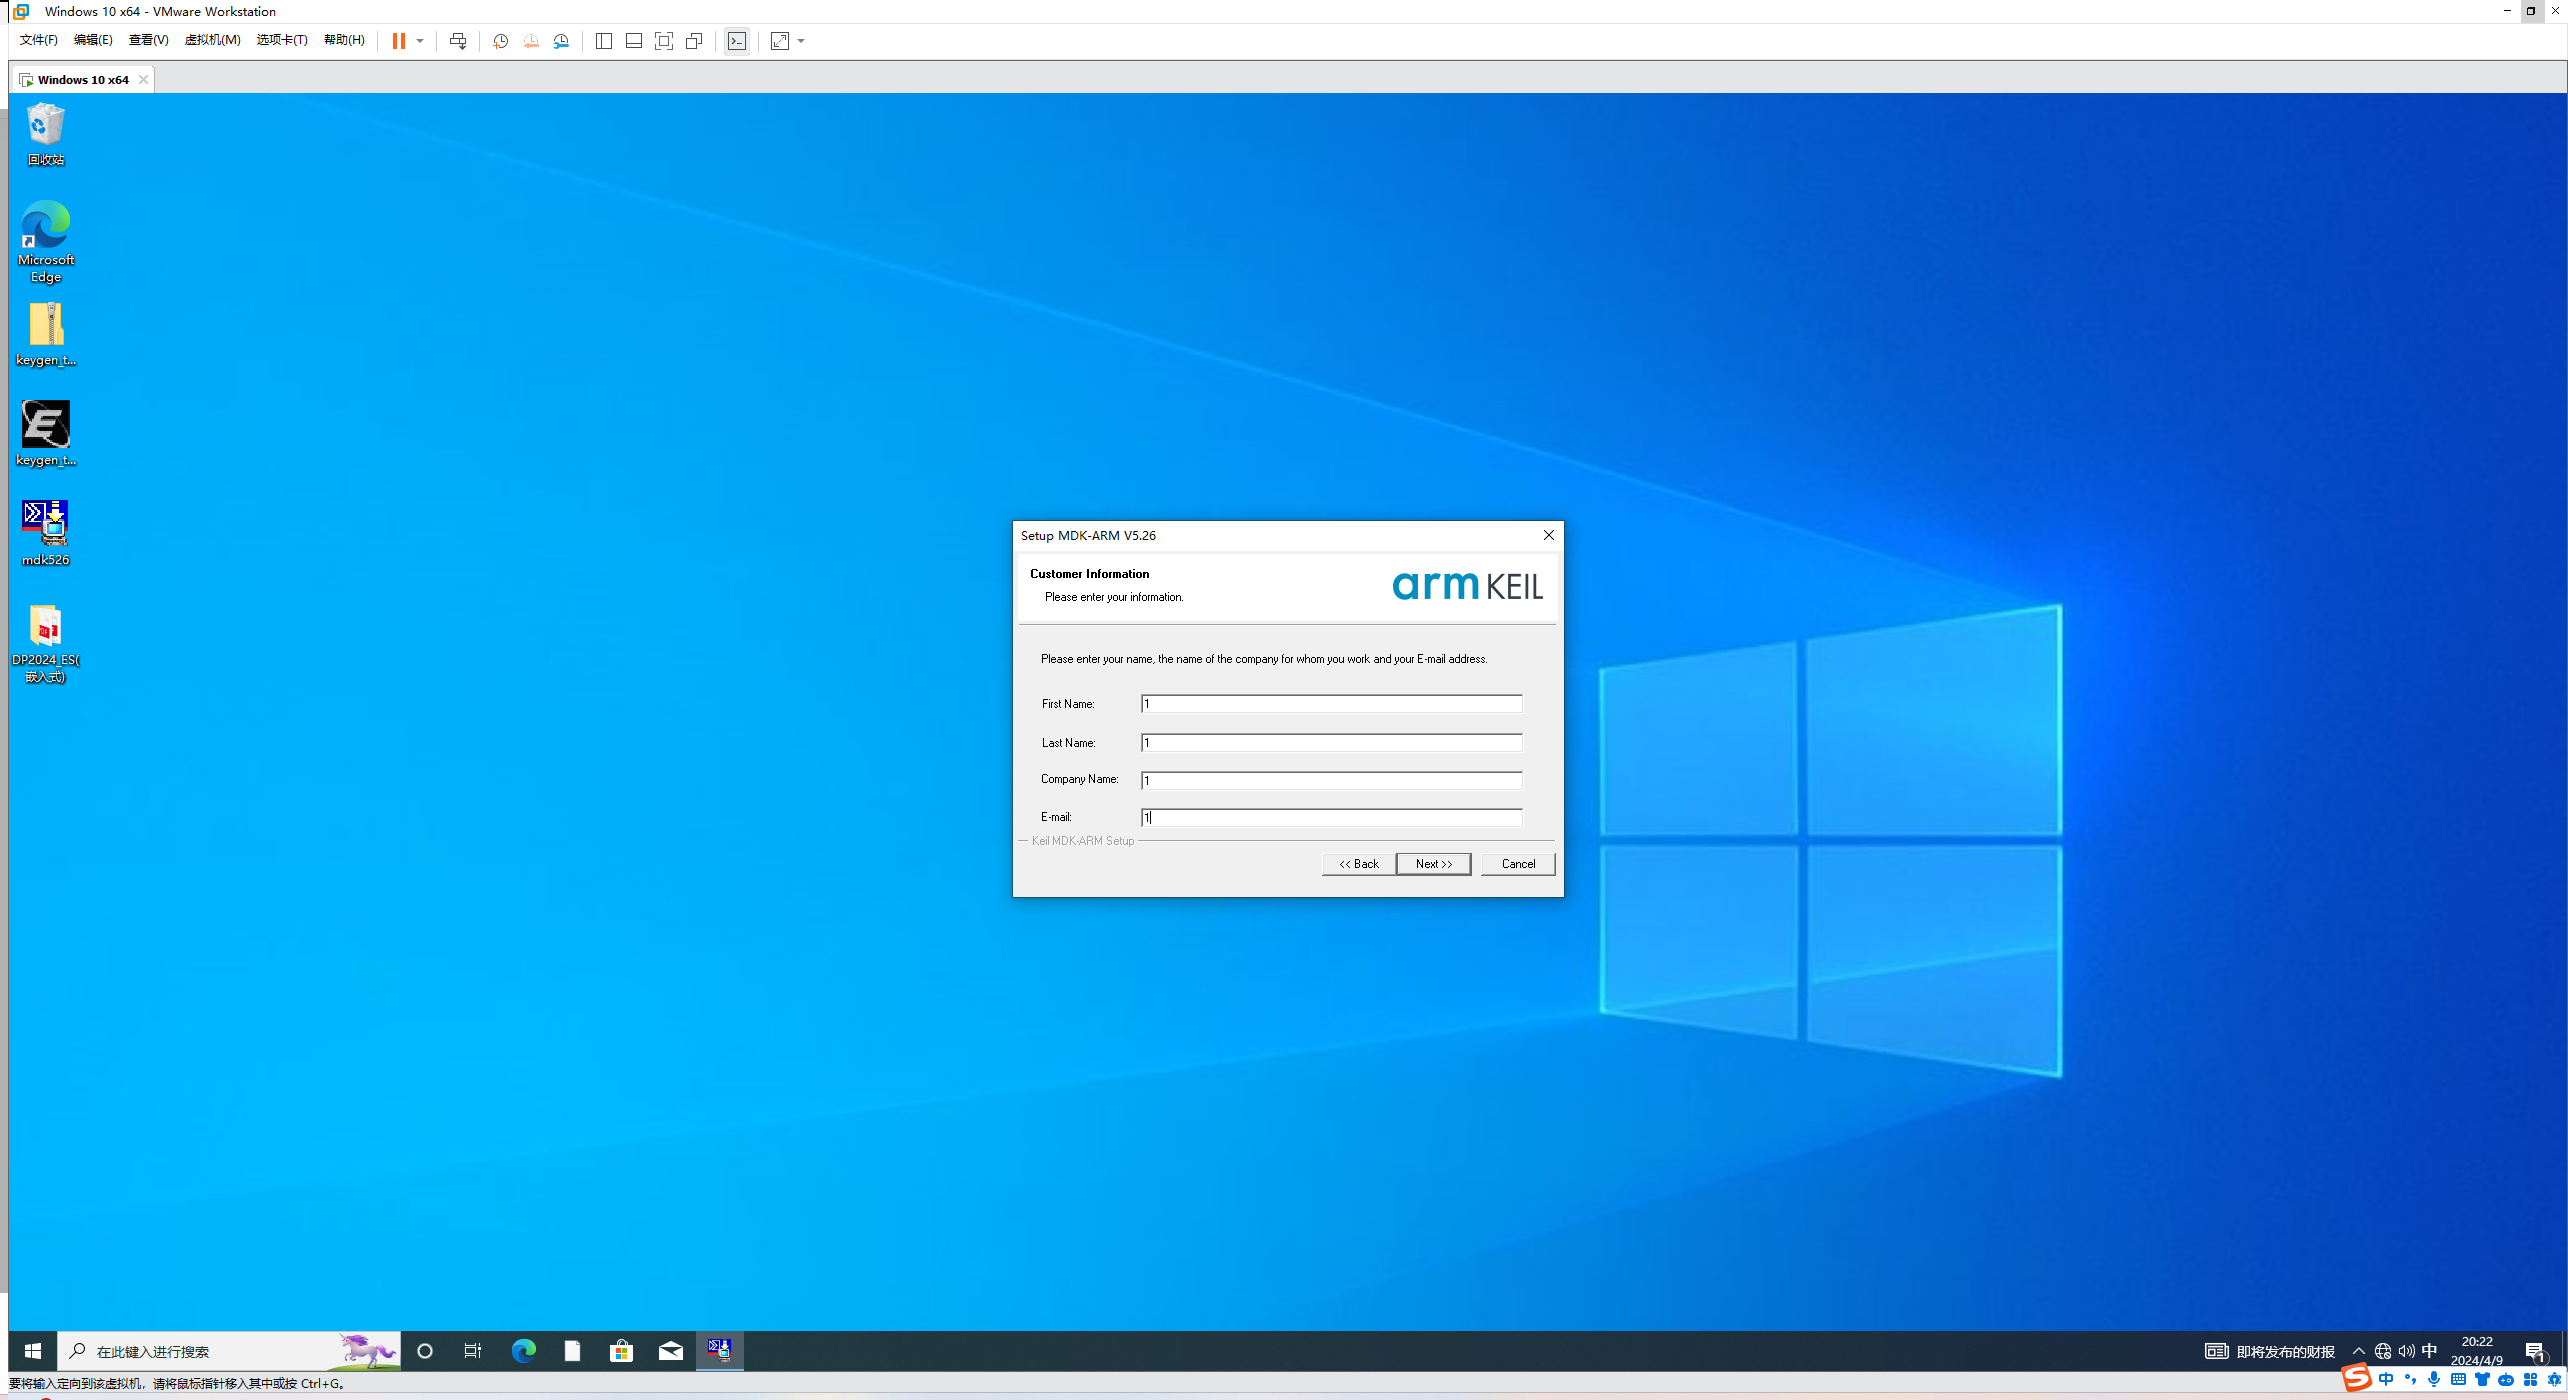 Windows 10 x64 - VMware Workstation
文件(F) 编辑(E) 查看(V) 虚拟机(M) 选项卡(T) 帮助(H)
Windows 10 x64
回收站
Microsoft
Edge
keygen_t...
keygen_t...
mdk526
DP2024_ES(
嵌入式)
Setup MDK-ARM V5.26
Customer Information
Please enter your information.
arm KEIL
Please enter your name, the name of the company for whom you work and your E-mail address.
First Name: 1
Last Name: 1
Company Name: 1
E-mail: 1
Keil MDK-ARM Setup
<< Back Next >> Cancel
在此键入进行搜索
即将发布的财报 中 20:22
2024/4/9
1
要将输入定向到该虚拟机，请将鼠标指针移入其中或按 Ctrl+G。
S 中